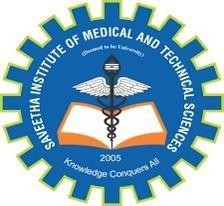 SAVEETHA INSTITUTE OF MEDICAL AND TECHNICAL SCIENCES
(Deemed to be University)
2005
Knowledge Conquers All